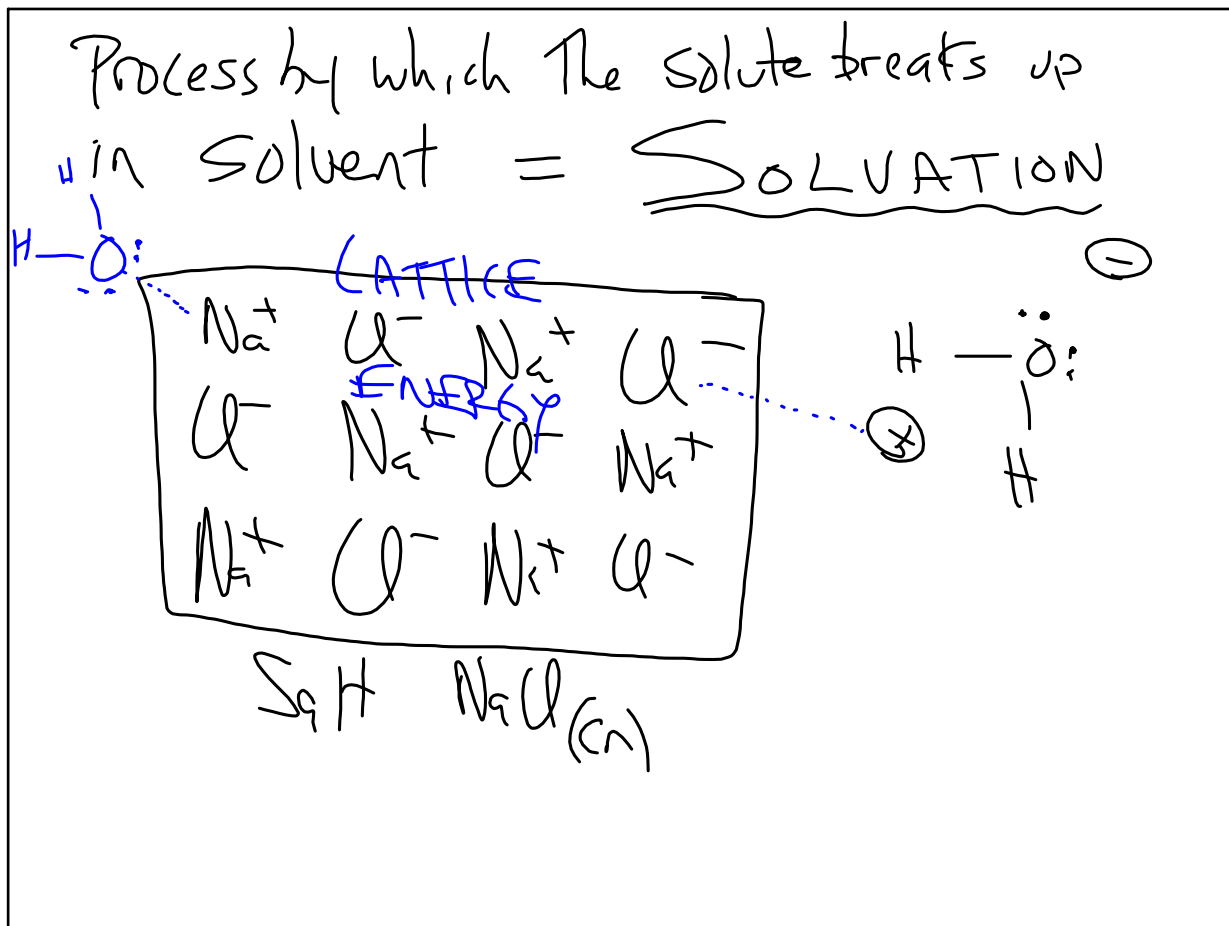 Process by which The solute breaks up
in Solvent = SOLVATION
H
H—O:
LATTICE
Na+ Cl− Na+ Cl−
ENERGY
Cl− Na+ Cl− Na+
Na+ Cl− Na+ Cl−
−
H — O:
+
H
Salt NaCl(cr)